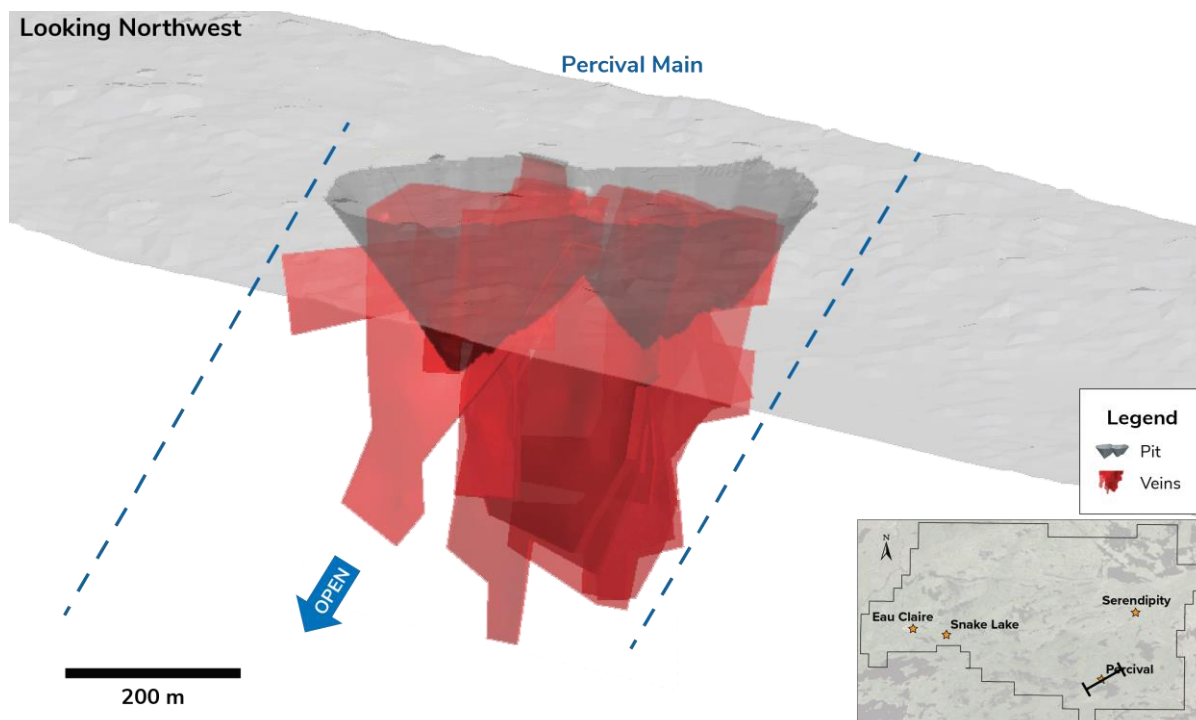 Looking Northwest
Percival Main
OPEN
200 m
Legend
Pit
Veins
N
Serendipity
Eau Claire
Snake Lake
Percival